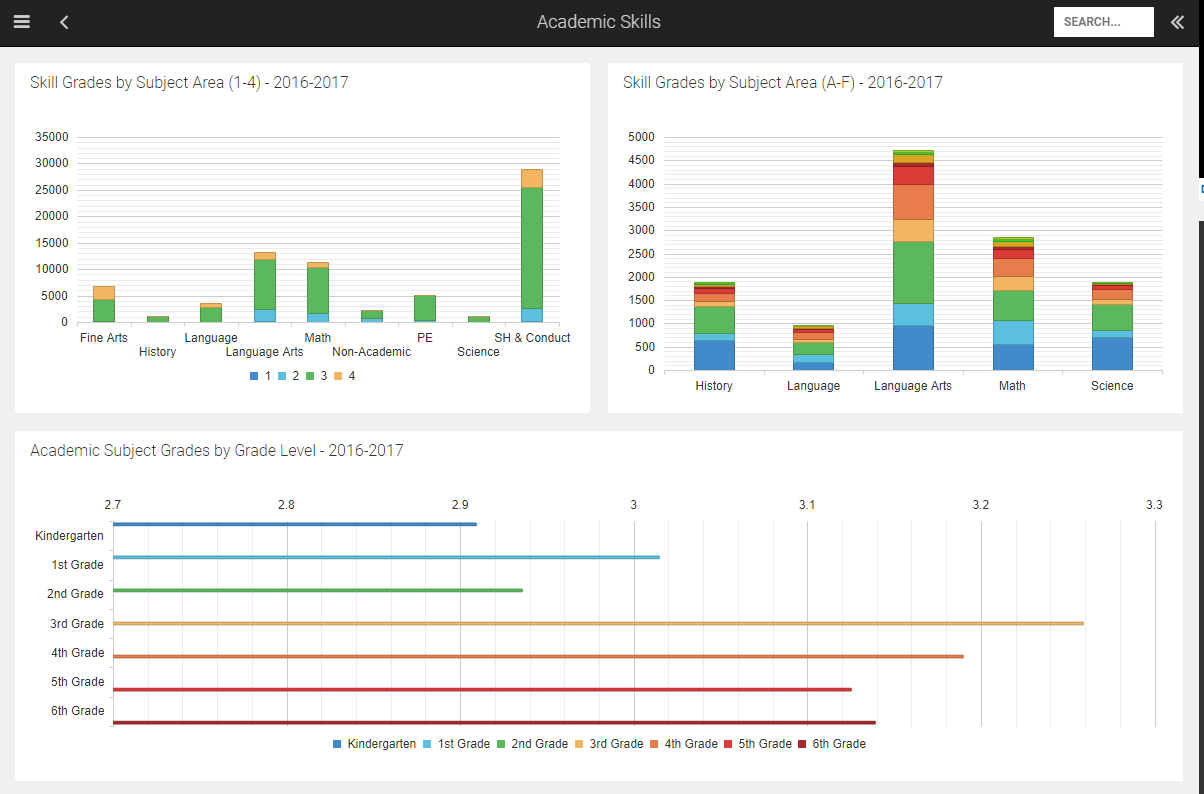 Academic Skills
SEARCH...
Skill Grades by Subject Area (1-4) - 2016-2017
35000
30000
25000
20000
15000
10000
5000
0
Fine Arts
History
Language
Language Arts
Math
Non-Academic
PE
Science
SH & Conduct
1 2 3 4
Skill Grades by Subject Area (A-F) - 2016-2017
5000
4500
4000
3500
3000
2500
2000
1500
1000
500
0
History Language Language Arts Math Science
Academic Subject Grades by Grade Level - 2016-2017
2.7 2.8 2.9 3 3.1 3.2 3.3
Kindergarten
1st Grade
2nd Grade
3rd Grade
4th Grade
5th Grade
6th Grade
Kindergarten 1st Grade 2nd Grade 3rd Grade 4th Grade 5th Grade 6th Grade